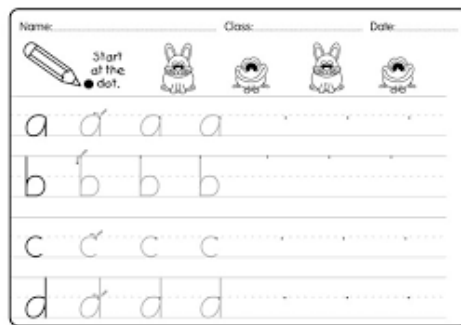 Name: Class: Date:
Start
at the
dot.
a a a a
b b b b
c c c c
d d d d